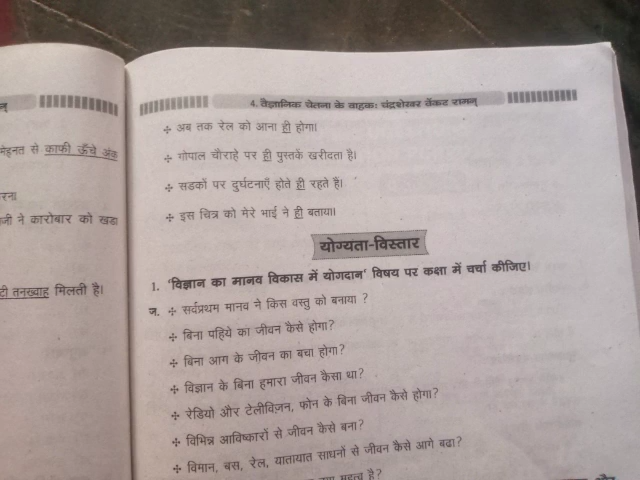 मेहनत से काफी ऊँचे अंक
जी ने कारोबार को खड़ा
तनख्वाह मिलती है।
4. वैज्ञानिक चेतना के वाहक: चंद्रशेखर वेंकट रामन्
✢ अब तक रेल को आना ही होगा।
✢ गोपाल चौराहे पर ही पुस्तकें खरीदता है।
✢ सड़कों पर दुर्घटनाएँ होते ही रहते हैं।
✢ इस चित्र को मेरे भाई ने ही बताया।
योग्यता-विस्तार
1. 'विज्ञान का मानव विकास में योगदान' विषय पर कक्षा में चर्चा कीजिए।
ज. ✢ सर्वप्रथम मानव ने किस वस्तु को बनाया ?
✢ बिना पहिये का जीवन कैसे होगा?
✢ बिना आग के जीवन का बचा होगा?
✢ विज्ञान के बिना हमारा जीवन कैसा था?
✢ रेडियो और टेलीविज़न, फोन के बिना जीवन कैसे होगा?
✢ विभिन्न आविष्कारों से जीवन कैसे बना?
✢ विमान, बस, रेल, यातायात साधनों से जीवन कैसे आगे बढा?
महत्व है?